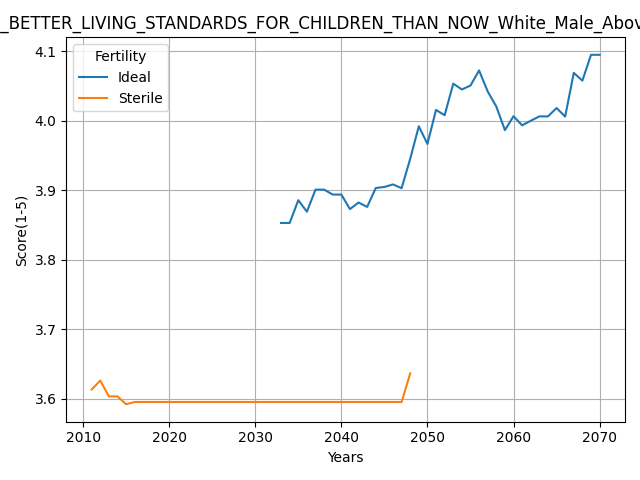 _BETTER_LIVING_STANDARDS_FOR_CHILDREN_THAN_NOW_White_Male_Abov
Fertility
Ideal
Sterile
Score(1-5)
4.1
4.0
3.9
3.8
3.7
3.6
2010 2020 2030 2040 2050 2060 2070
Years